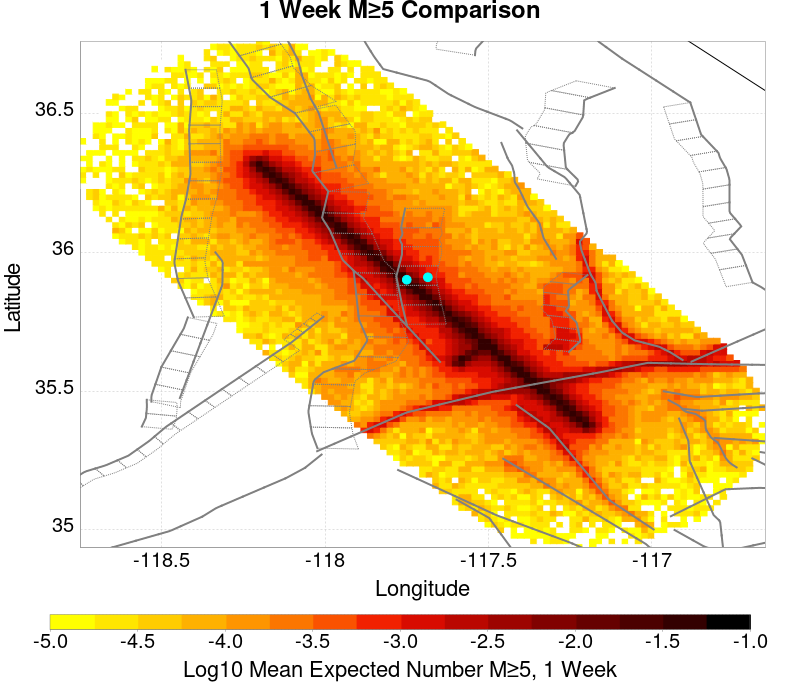 1 Week M≥5 Comparison
36.5
36
35.5
35
Latitude
-118.5 -118 -117.5 -117
Longitude
-5.0 -4.5 -4.0 -3.5 -3.0 -2.5 -2.0 -1.5 -1.0
Log10 Mean Expected Number M≥5, 1 Week